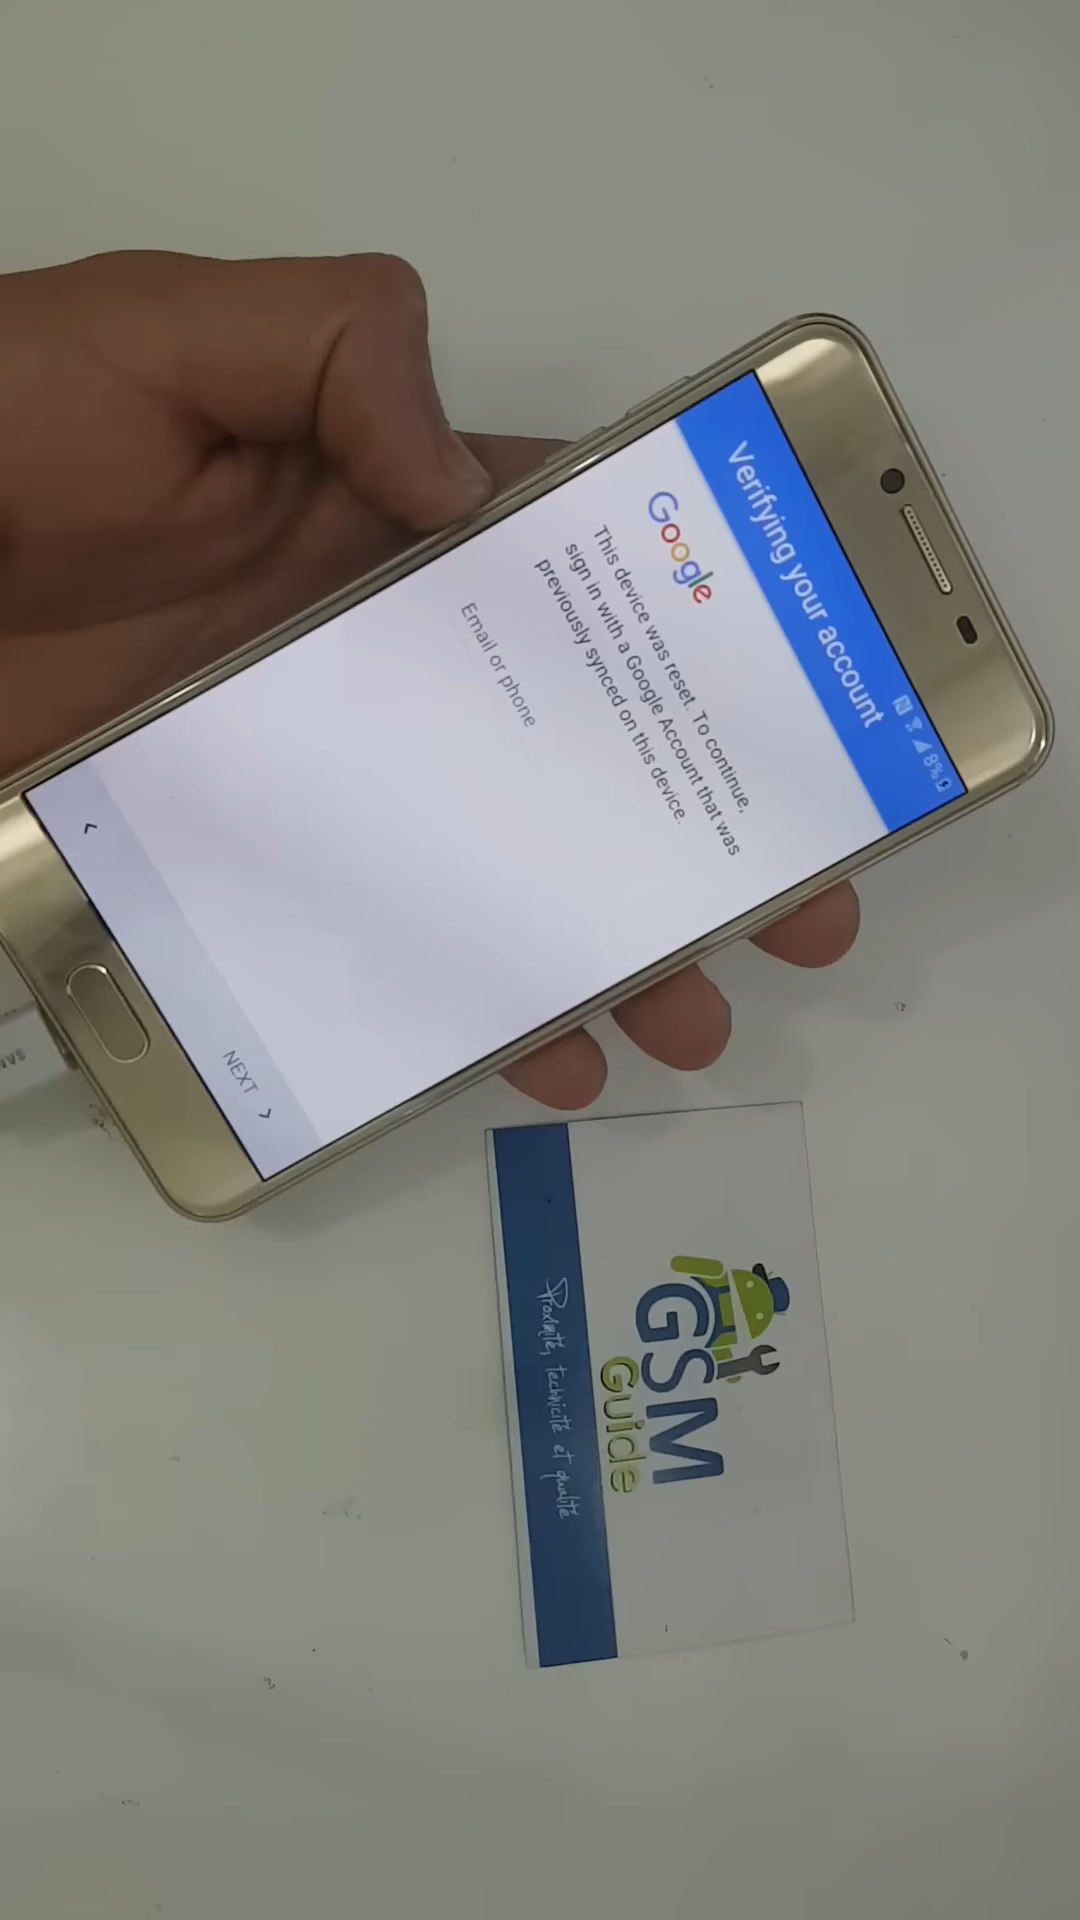 8%
Verifying your account
Google
This device was reset. To continue,
sign in with a Google Account that was
previously synced on this device.
Email or phone
NEXT
GSM
Guide
Proximité, technicité et qualité